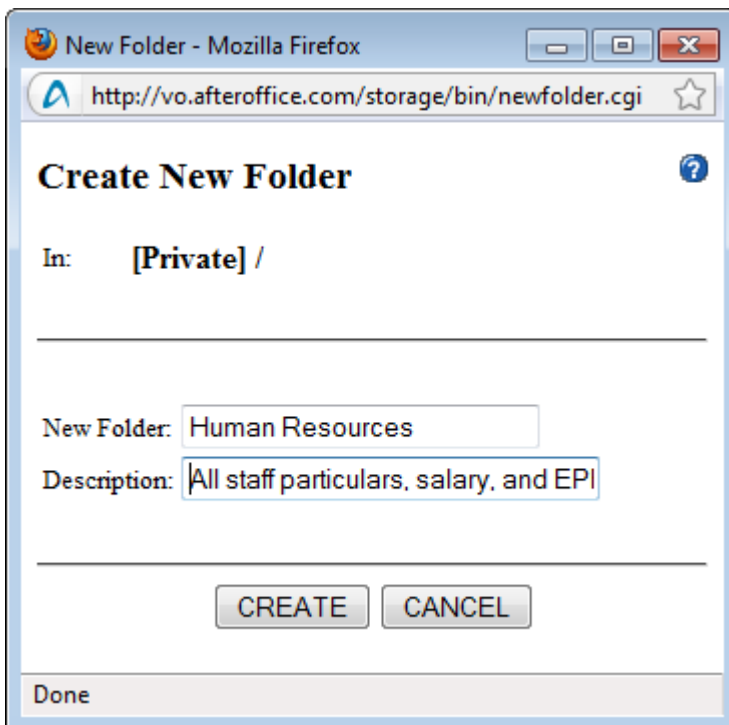 New Folder - Mozilla Firefox
http://vo.afteroffice.com/storage/bin/newfolder.cgi
Create New Folder
?
In: [Private] /
New Folder: Human Resources
Description: All staff particulars, salary, and
CREATE CANCEL
Done